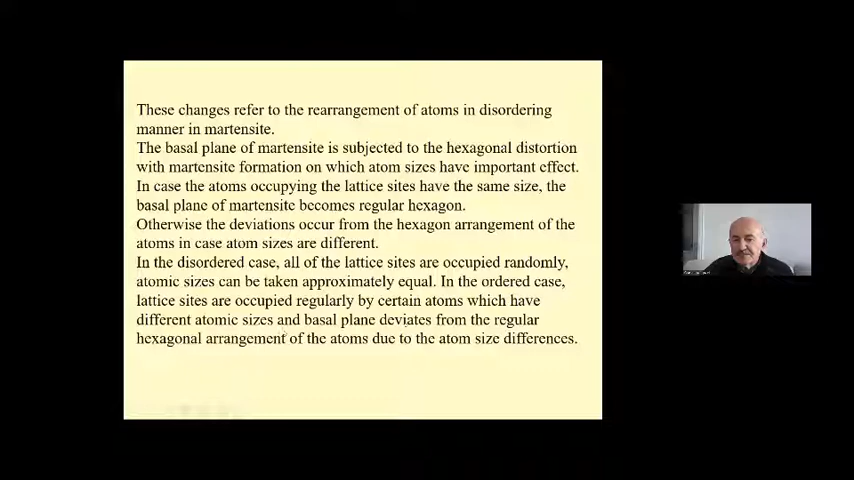 These changes refer to the rearrangement of atoms in disordering
manner in martensite.
The basal plane of martensite is subjected to the hexagonal distortion
with martensite formation on which atom sizes have important effect.
In case the atoms occupying the lattice sites have the same size, the
basal plane of martensite becomes regular hexagon.
Otherwise the deviations occur from the hexagon arrangement of the
atoms in case atom sizes are different.
In the disordered case, all of the lattice sites are occupied randomly,
atomic sizes can be taken approximately equal. In the ordered case,
lattice sites are occupied regularly by certain atoms which have
different atomic sizes and basal plane deviates from the regular
hexagonal arrangement of the atoms due to the atom size differences.